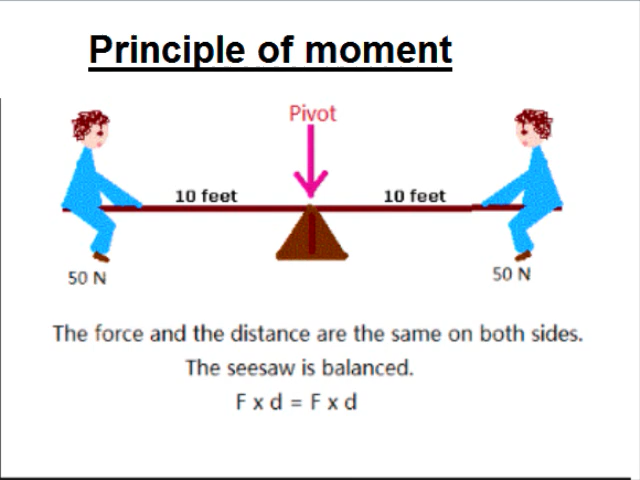 Principle of moment
Pivot
10 feet
10 feet
50 N
50 N
The force and the distance are the same on both sides.
The seesaw is balanced.
F x d = F x d